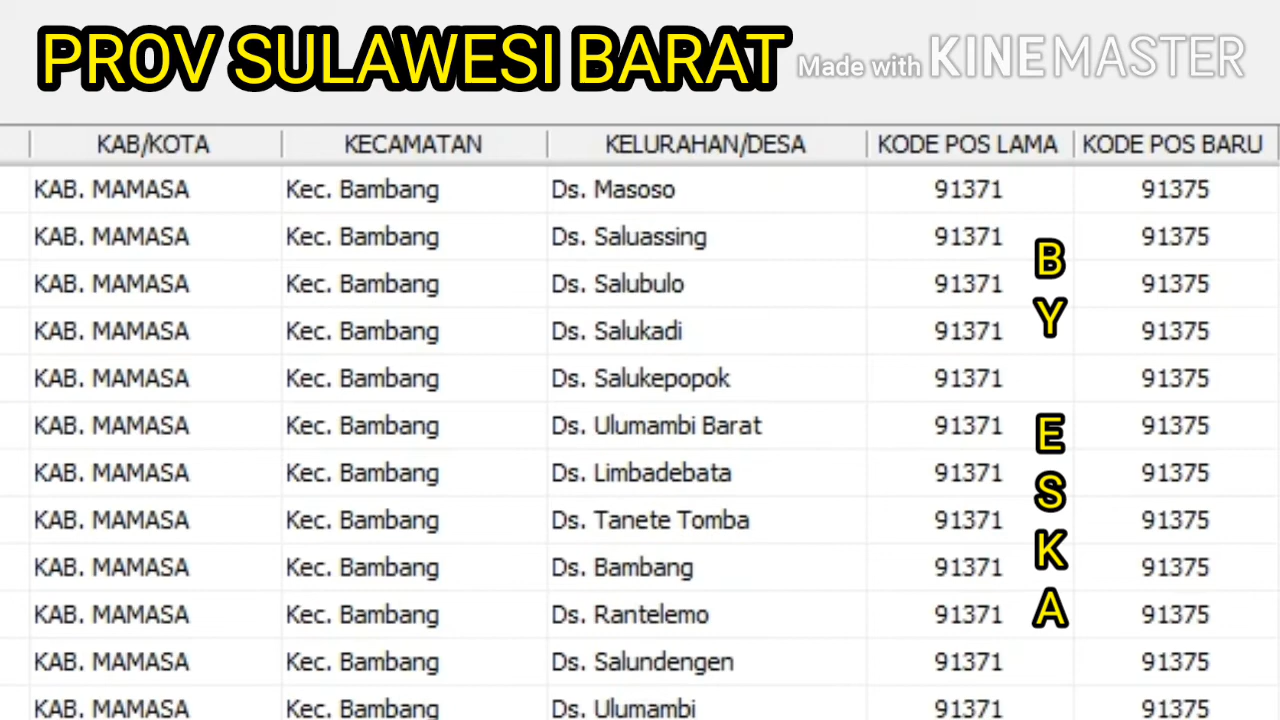 PROV SULAWESI BARAT
Made with KINEMASTER
KAB/KOTA KECAMATAN KELURAHAN/DESA KODE POS LAMA KODE POS BARU
KAB. MAMASA Kec. Bambang Ds. Masoso 91371 91375
KAB. MAMASA Kec. Bambang Ds. Saluassing 91371 91375
KAB. MAMASA Kec. Bambang Ds. Salubulo 91371 91375
KAB. MAMASA Kec. Bambang Ds. Salukadi 91371 91375
KAB. MAMASA Kec. Bambang Ds. Salukepopok 91371 91375
KAB. MAMASA Kec. Bambang Ds. Ulumambi Barat 91371 91375
KAB. MAMASA Kec. Bambang Ds. Limbadebata 91371 91375
KAB. MAMASA Kec. Bambang Ds. Tanete Tomba 91371 91375
KAB. MAMASA Kec. Bambang Ds. Bambang 91371 91375
KAB. MAMASA Kec. Bambang Ds. Rantelemo 91371 91375
KAB. MAMASA Kec. Bambang Ds. Salundengen 91371 91375
KAB. MAMASA Kec. Bambang Ds. Ulumambi 91371 91375
BY ESKA